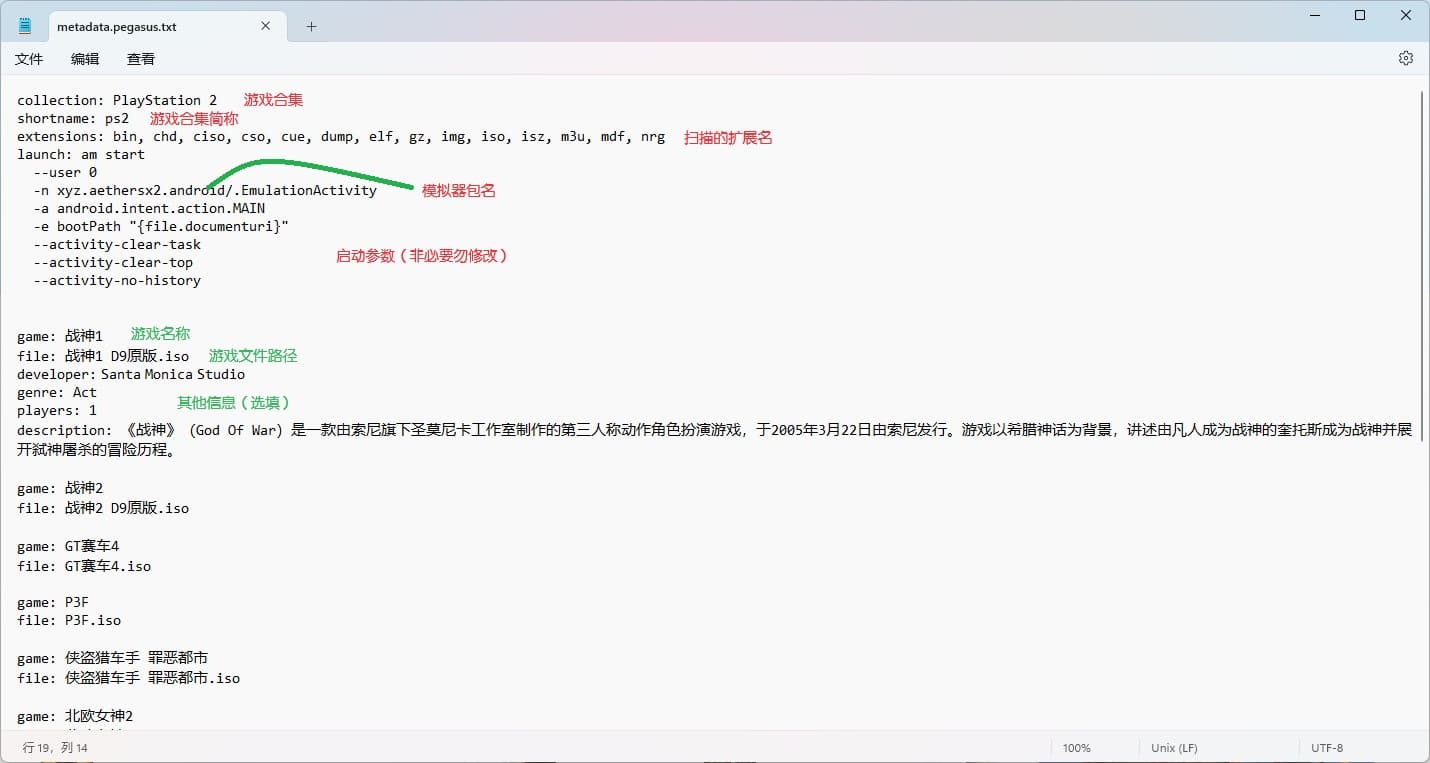 metadata.pegasus.txt
文件 编辑 查看
collection: PlayStation 2 游戏合集
shortname: ps2 游戏合集简称
extensions: bin, chd, ciso, cso, cue, dump, elf, gz, img, iso, isz, m3u, mdf, nrg 扫描的扩展名
launch: am start
--user 0
-n xyz.aethersx2.android/.EmulationActivity 模拟器包名
-a android.intent.action.MAIN
-e bootPath "{file.documenturi}"
--activity-clear-task
启动参数（非必要勿修改）
--activity-clear-top
--activity-no-history
game: 战神1 游戏名称
file: 战神1 D9原版.iso 游戏文件路径
developer: Santa Monica Studio
genre: Act
其他信息（选填）
players: 1
description: 《战神》（God Of War）是一款由索尼旗下圣莫尼卡工作室制作的第三人称动作角色扮演游戏，于2005年3月22日由索尼发行。游戏以希腊神话为背景，讲述由凡人成为战神的奎托斯成为战神并展
开弑神屠杀的冒险历程。
game: 战神2
file: 战神2 D9原版.iso
game: GT赛车4
file: GT赛车4.iso
game: P3F
file: P3F.iso
game: 侠盗猎车手 罪恶都市
file: 侠盗猎车手 罪恶都市.iso
game: 北欧女神2
行 19，列 14 100% Unix (LF) UTF-8